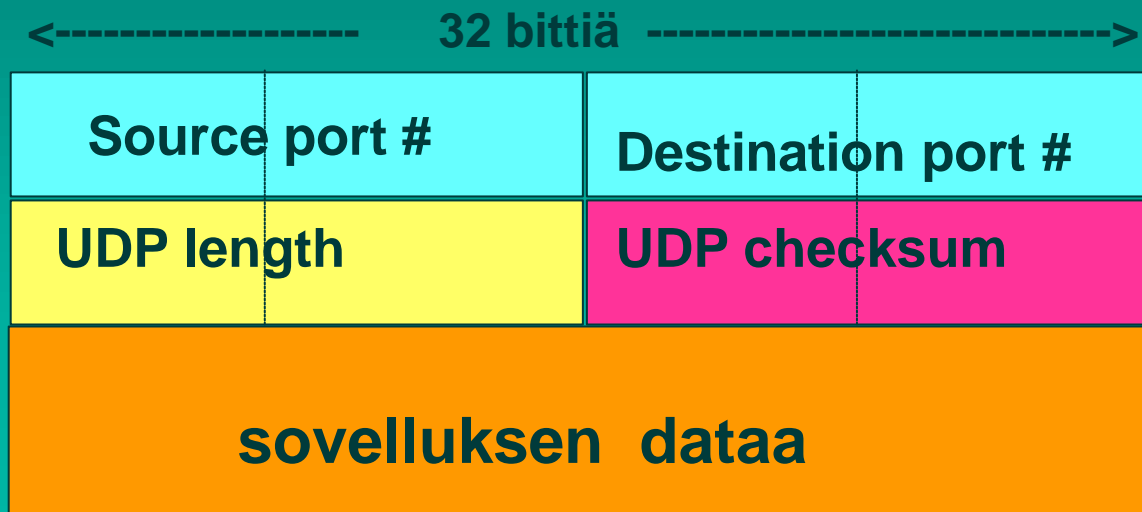 <------------------- 32 bittiä ----------------------------->
Source port # Destination port #
UDP length UDP checksum
sovelluksen dataa